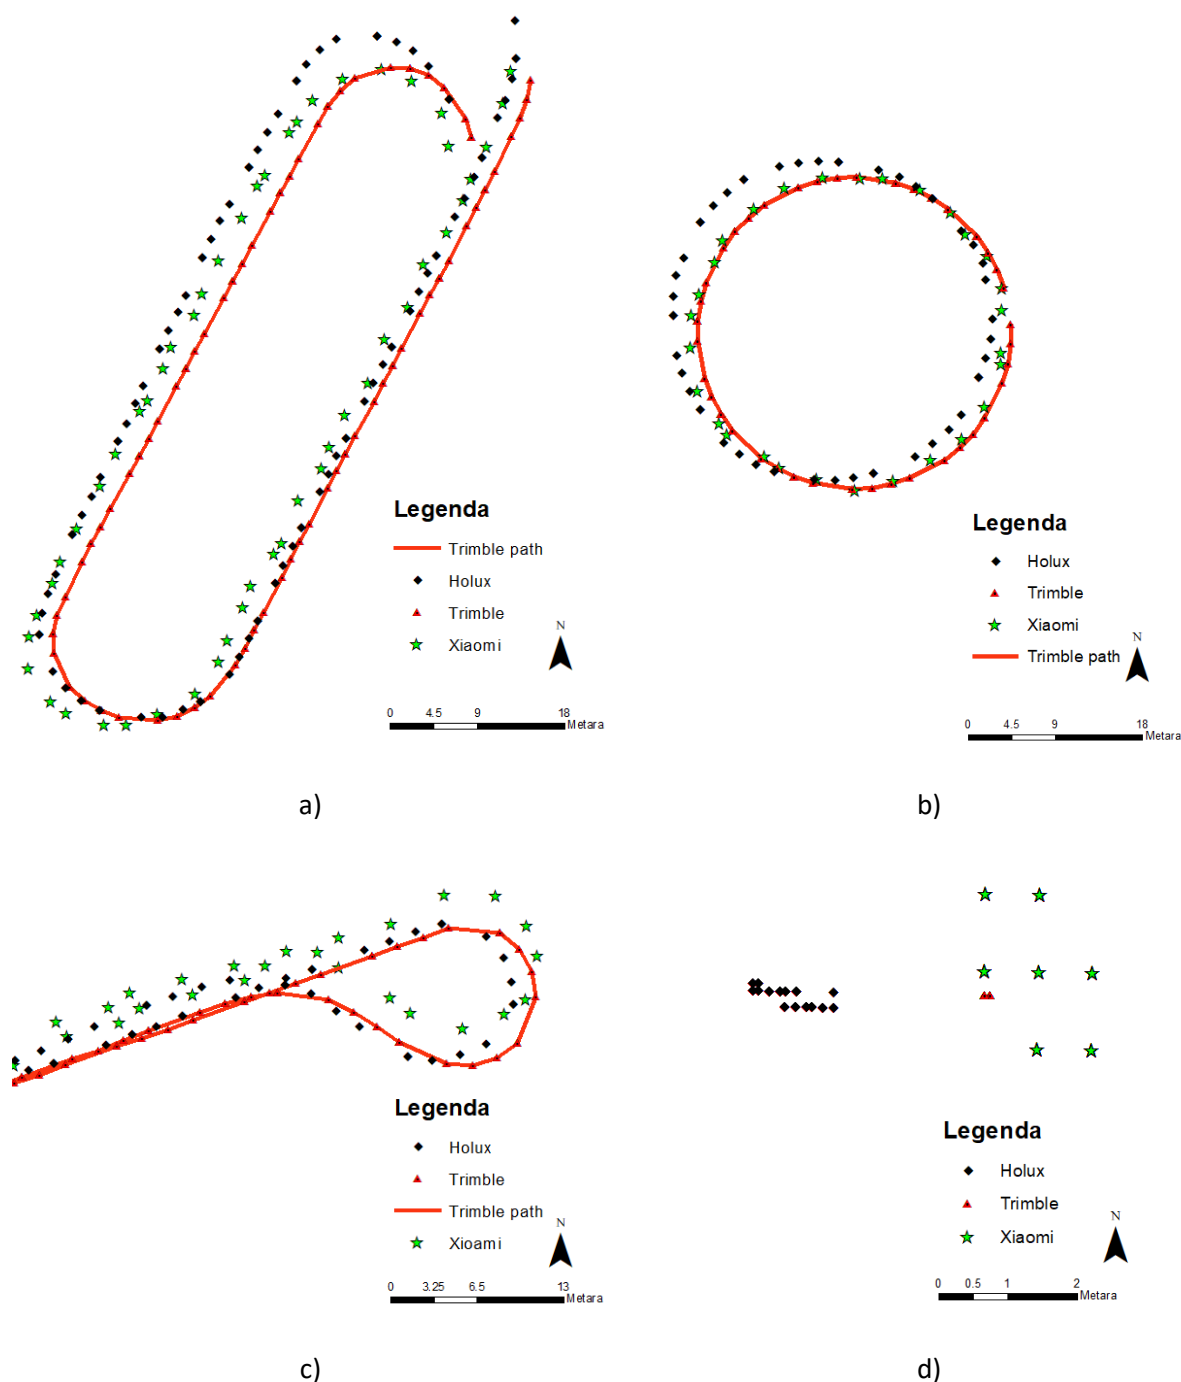 Legenda
Trimble path
Holux
Trimble
Xiaomi
N
0 4.5 9 18
Metara
a)
Legenda
Holux
Trimble
Xiaomi
Trimble path
N
0 4.5 9 18
Metara
b)
Legenda
Holux
Trimble
Trimble path
Xioami
N
0 3.25 6.5 13
Metara
c)
Legenda
Holux
Trimble
Xiaomi
N
0 0.5 1 2
Metara
d)